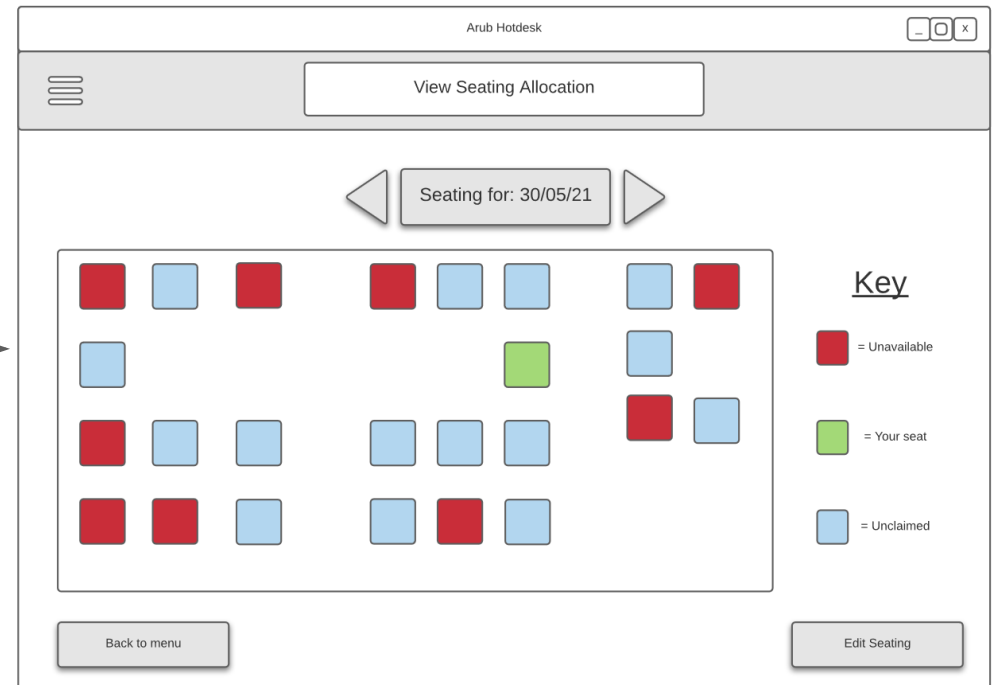 Arub Hotdesk
_ x
View Seating Allocation
Seating for: 30/05/21
Key
= Unavailable
= Your seat
= Unclaimed
Back to menu
Edit Seating